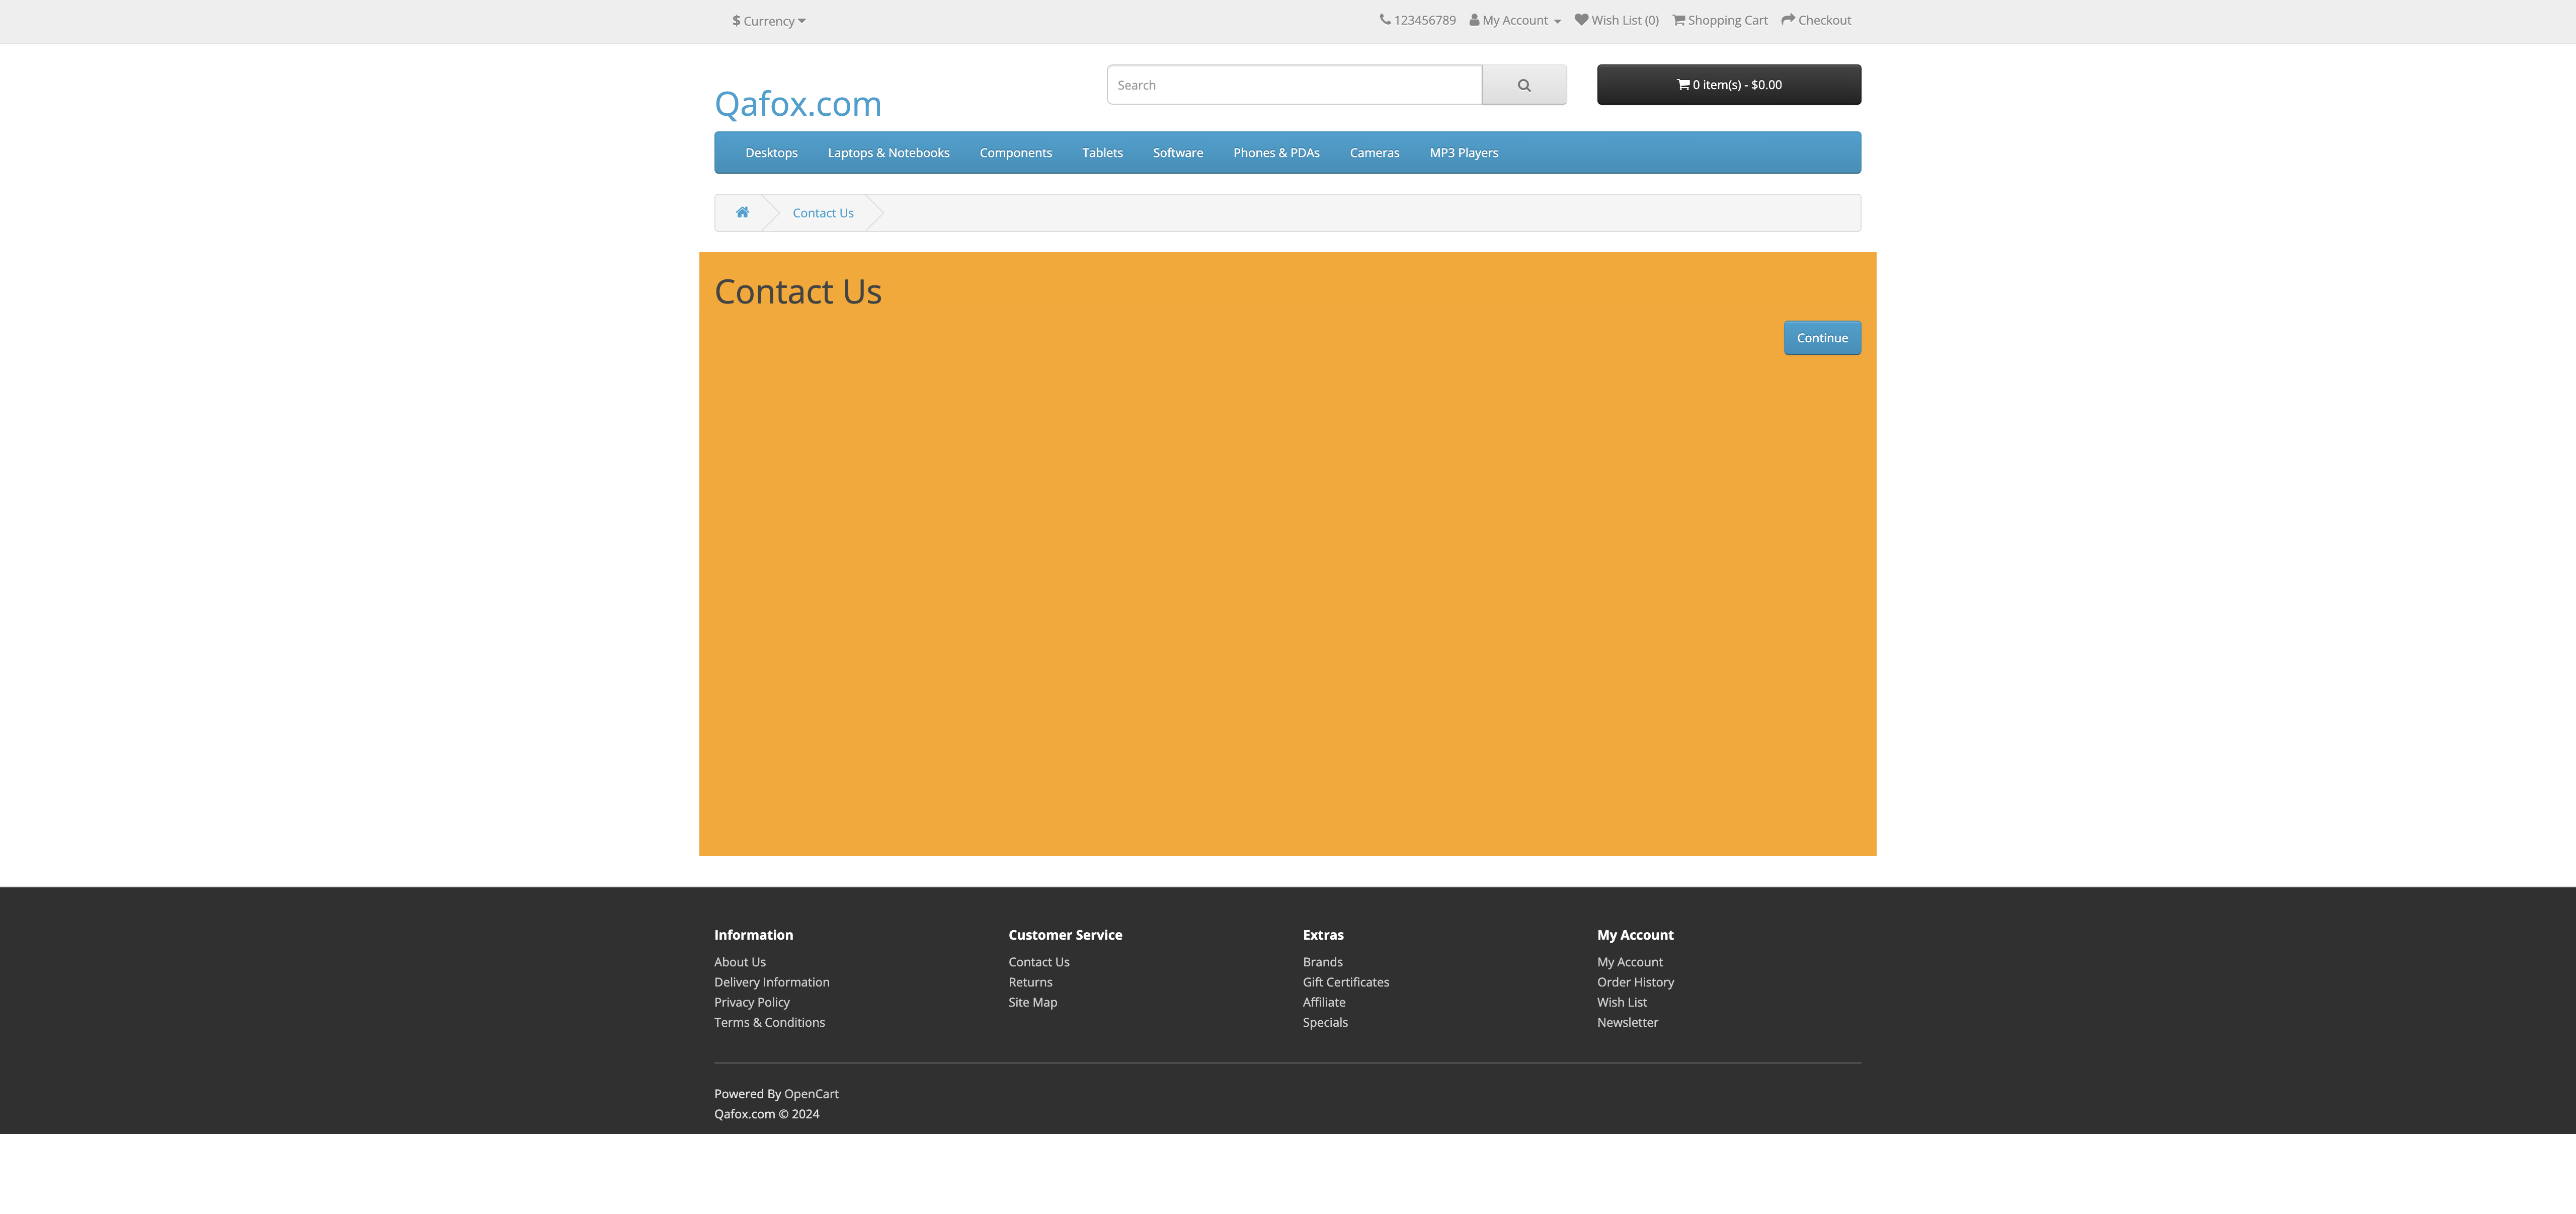 $ Currency
123456789 My Account Wish List (0) Shopping Cart Checkout
Qafox.com
Search
0 item(s) - $0.00
Desktops Laptops & Notebooks Components Tablets Software Phones & PDAs Cameras MP3 Players
Contact Us
Contact Us
Continue
Information
About Us
Delivery Information
Privacy Policy
Terms & Conditions
Customer Service
Contact Us
Returns
Site Map
Extras
Brands
Gift Certificates
Affiliate
Specials
My Account
My Account
Order History
Wish List
Newsletter
Powered By OpenCart
Qafox.com © 2024